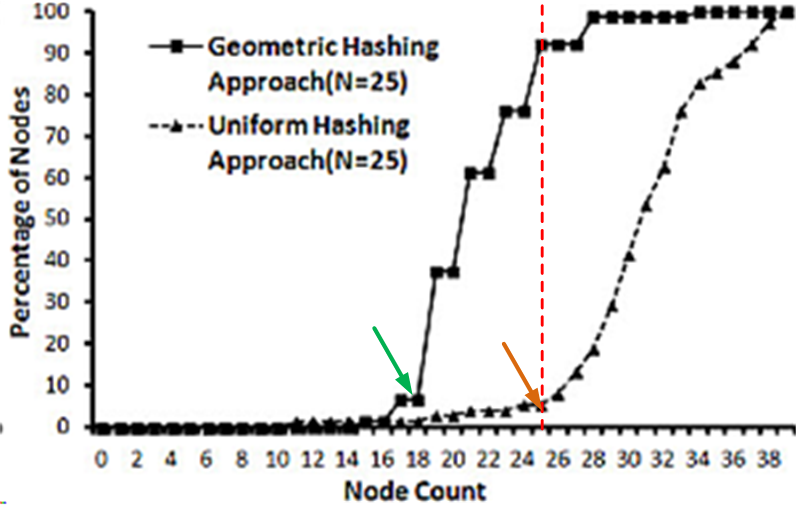 100
90
80
70
60
50
40
30
20
10
0
Percentage of Nodes
Geometric Hashing
Approach(N=25)
Uniform Hashing
Approach(N=25)
0 2 4 6 8 10 12 14 16 18 20 22 24 26 28 30 32 34 36 38
Node Count